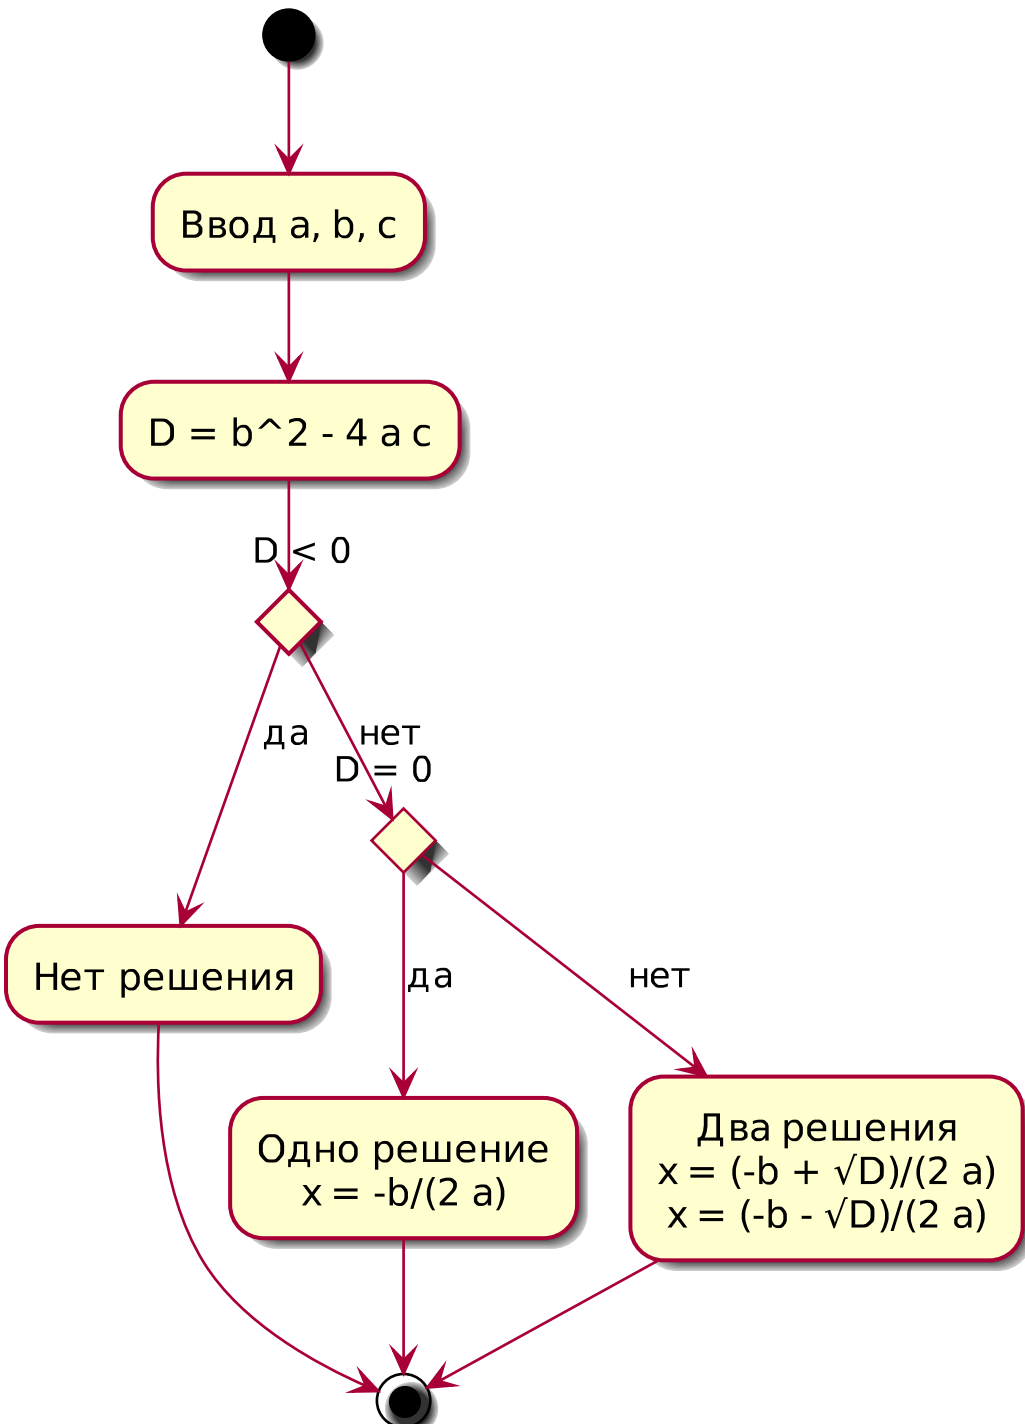 Ввод a, b, c
D = b^2 - 4 a c
D < 0
да
нет
D = 0
Нет решения
да
нет
Одно решение
x = -b/(2 a)
Два решения
x = (-b + √D)/(2 a)
x = (-b - √D)/(2 a)